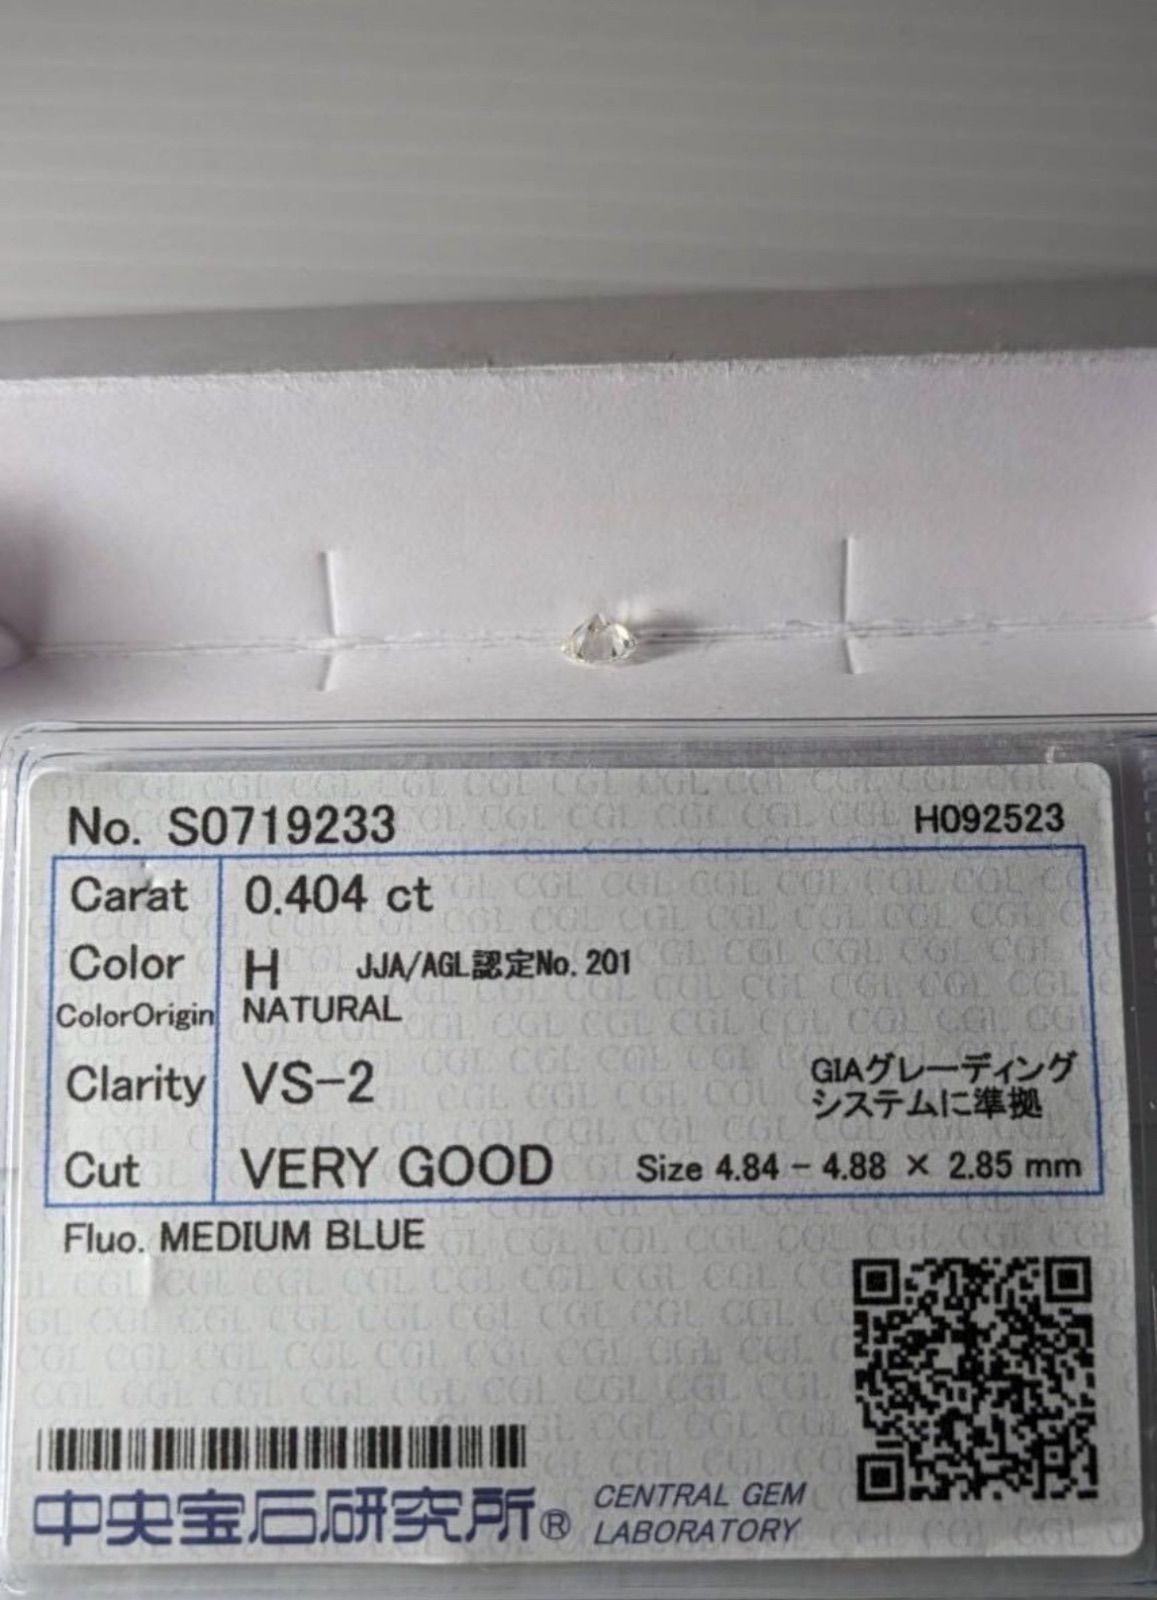 No. S0719233 H092523
Carat 0.404 ct
Color H JJA/AGL認定No.201
ColorOrigin NATURAL
Clarity VS-2 GIAグレーディング
システムに準拠
Cut VERY GOOD Size 4.84 - 4.88 × 2.85 mm
Fluo. MEDIUM BLUE
中央宝石研究所® CENTRAL GEM
LABORATORY